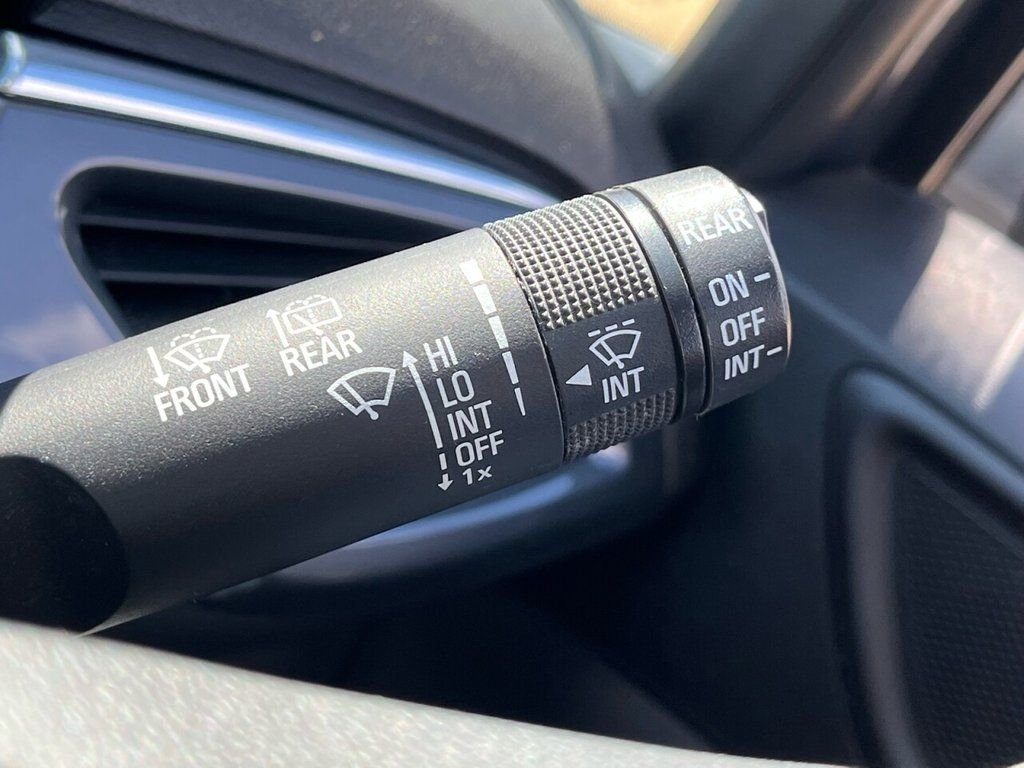 FRONT
REAR
HI
LO
INT
OFF
1x
INT
REAR
ON
OFF
INT